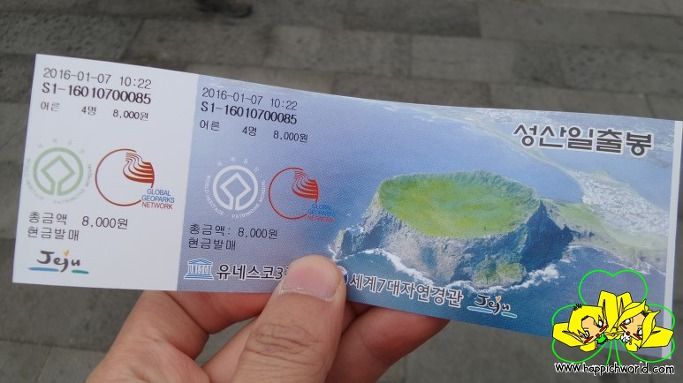 2016-01-07 10:22
S1-16010700085
어른 4명 8,000원
GLOBAL
GEOPARKS
NETWORK
총금액 8,000원
현금발매
Jeju
2016-01-07 10:22
S1-16010700085
어른 4명 8,000원
성산일출봉
GLOBAL
GEOPARKS
NETWORK
총금액 8,000원
현금발매
유네스코3 세계7대자연경관 Jeju
www.happichworld.com